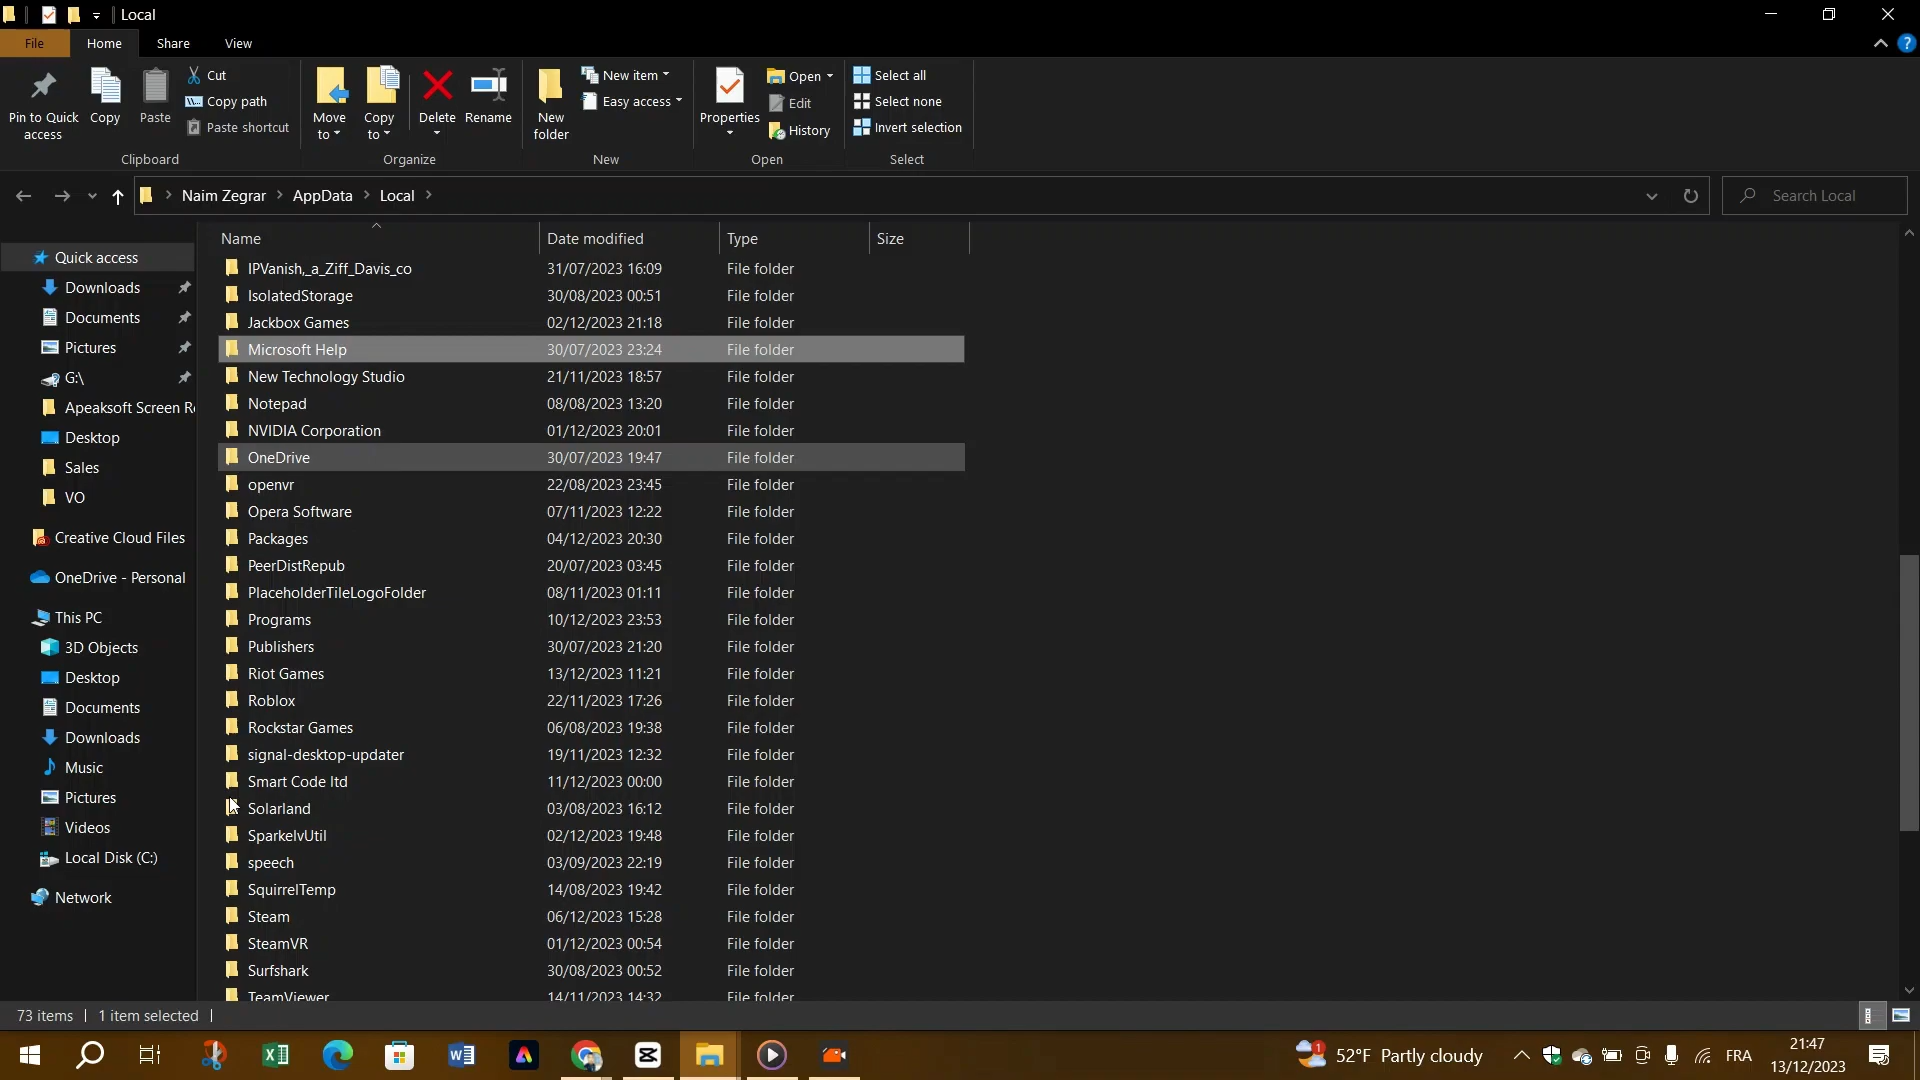 Local
File Home Share View
Pin to Quick access
Copy
Paste
Cut
Copy path
Paste shortcut
Clipboard
Move to
Copy to
Delete
Rename
Organize
New folder
New item
Easy access
New
Properties
Open
Edit
History
Open
Select all
Select none
Invert selection
Select
Naim Zegrar AppData Local
Search Local
Quick access
Downloads
Documents
Pictures
G:\
Apeaksoft Screen Re
Desktop
Sales
VO
Creative Cloud Files
OneDrive - Personal
This PC
3D Objects
Desktop
Documents
Downloads
Music
Pictures
Videos
Local Disk (C:)
Network
Name Date modified Type Size
IPVanish,_a_Ziff_Davis_co 31/07/2023 16:09 File folder
IsolatedStorage 30/08/2023 00:51 File folder
Jackbox Games 02/12/2023 21:18 File folder
Microsoft Help 30/07/2023 23:24 File folder
New Technology Studio 21/11/2023 18:57 File folder
Notepad 08/08/2023 13:20 File folder
NVIDIA Corporation 01/12/2023 20:01 File folder
OneDrive 30/07/2023 19:47 File folder
openvr 22/08/2023 23:45 File folder
Opera Software 07/11/2023 12:22 File folder
Packages 04/12/2023 20:30 File folder
PeerDistRepub 20/07/2023 03:45 File folder
PlaceholderTileLogoFolder 08/11/2023 01:11 File folder
Programs 10/12/2023 23:53 File folder
Publishers 30/07/2023 21:20 File folder
Riot Games 13/12/2023 11:21 File folder
Roblox 22/11/2023 17:26 File folder
Rockstar Games 06/08/2023 19:38 File folder
signal-desktop-updater 19/11/2023 12:32 File folder
Smart Code ltd 11/12/2023 00:00 File folder
Solarland 03/08/2023 16:12 File folder
SparkelvUtil 02/12/2023 19:48 File folder
speech 03/09/2023 22:19 File folder
SquirrelTemp 14/08/2023 19:42 File folder
Steam 06/12/2023 15:28 File folder
SteamVR 01/12/2023 00:54 File folder
Surfshark 30/08/2023 00:52 File folder
TeamViewer 14/11/2023 14:32 File folder
73 items 1 item selected
1
52°F Partly cloudy
FRA
21:47
13/12/2023